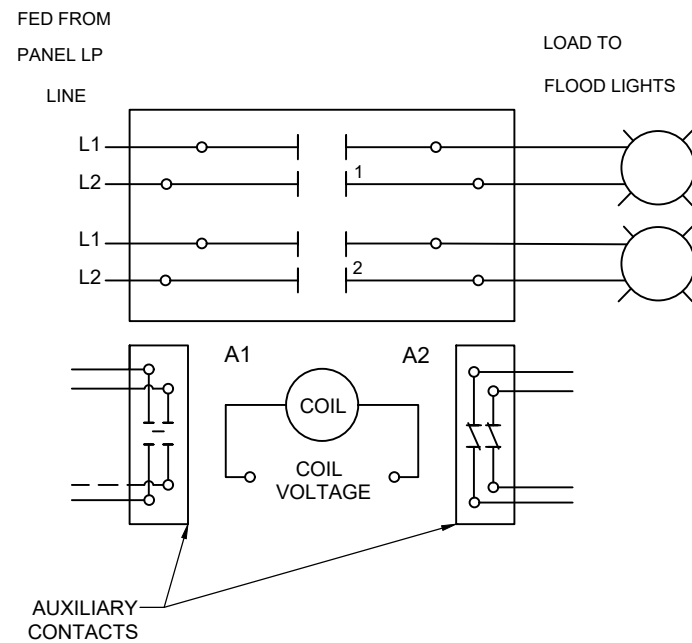 FED FROM
PANEL LP
LINE
LOAD TO
FLOOD LIGHTS
L1
L2
1
L1
L2
2
A1
A2
COIL
COIL
VOLTAGE
AUXILIARY
CONTACTS